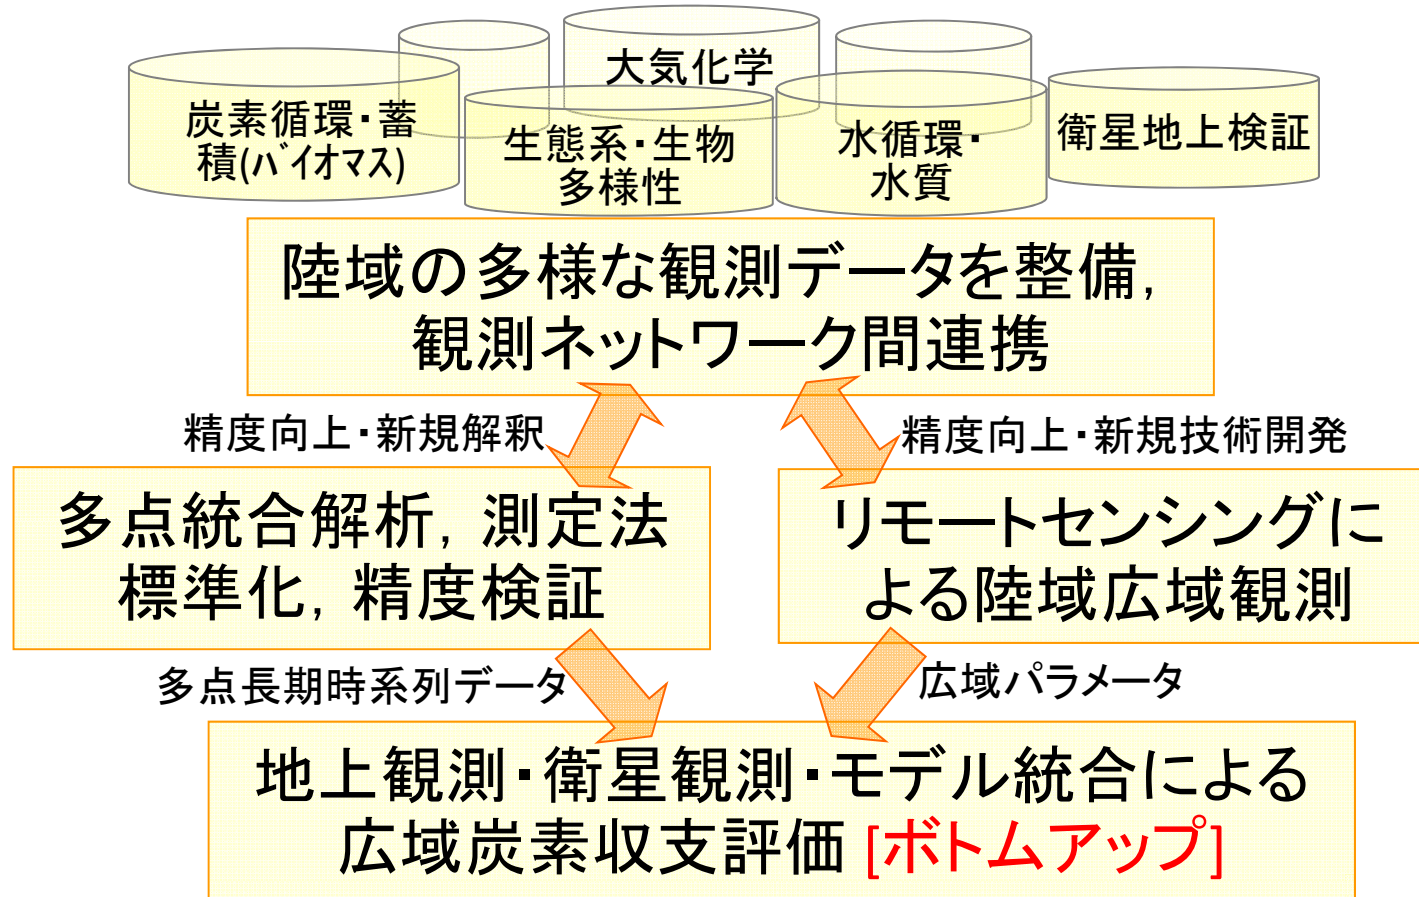 大気化学
炭素循環・蓄
積(バイオマス)
生態系・生物
多様性
水循環・
水質
衛星地上検証
陸域の多様な観測データを整備,
観測ネットワーク間連携
精度向上・新規解釈
精度向上・新規技術開発
多点統合解析, 測定法
標準化, 精度検証
リモートセンシングに
よる陸域広域観測
多点長期時系列データ
広域パラメータ
地上観測・衛星観測・モデル統合による
広域炭素収支評価 [ボトムアップ]